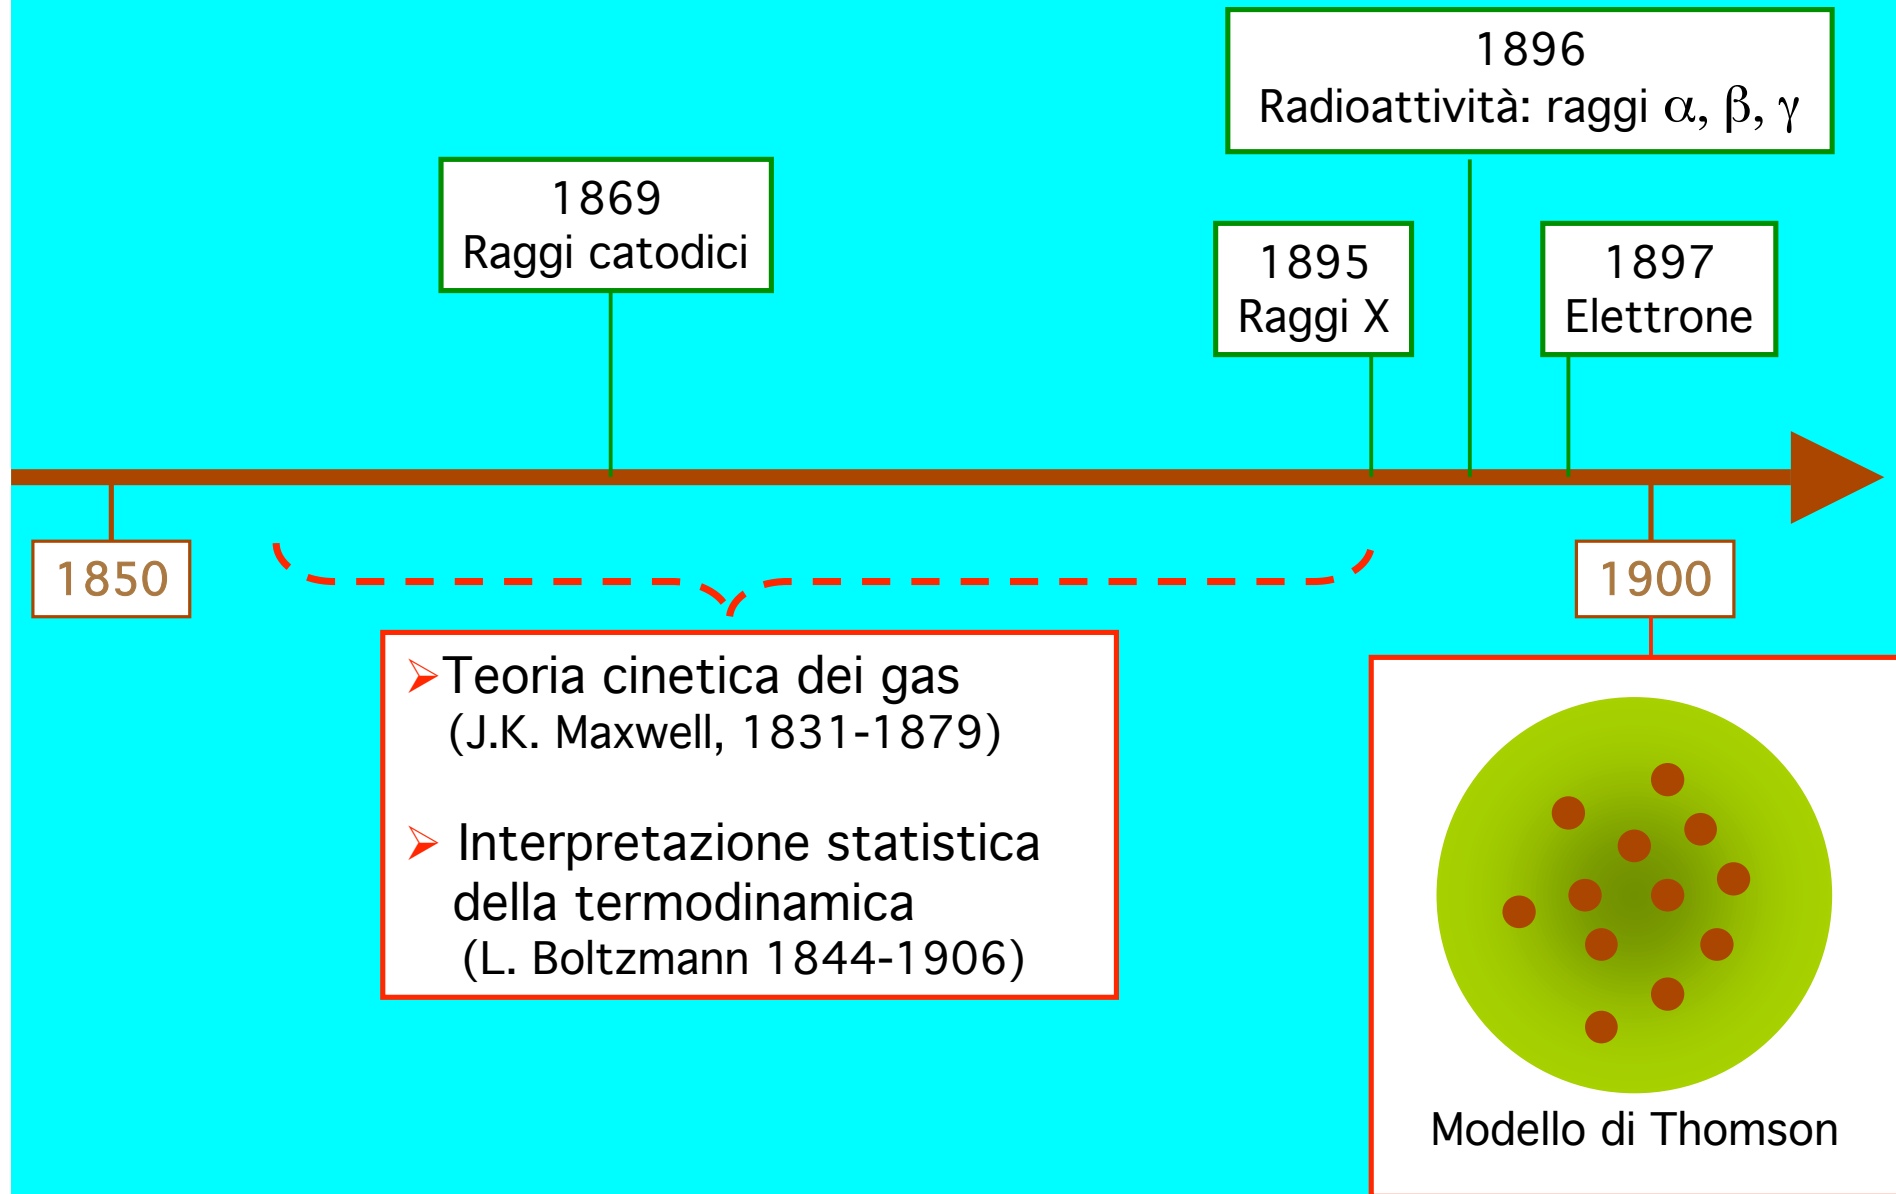 1896
Radioattività: raggi α, β, γ
1869
Raggi catodici
1895
Raggi X
1897
Elettrone
1850
1900
Teoria cinetica dei gas
(J.K. Maxwell, 1831-1879)
Interpretazione statistica
della termodinamica
(L. Boltzmann 1844-1906)
Modello di Thomson